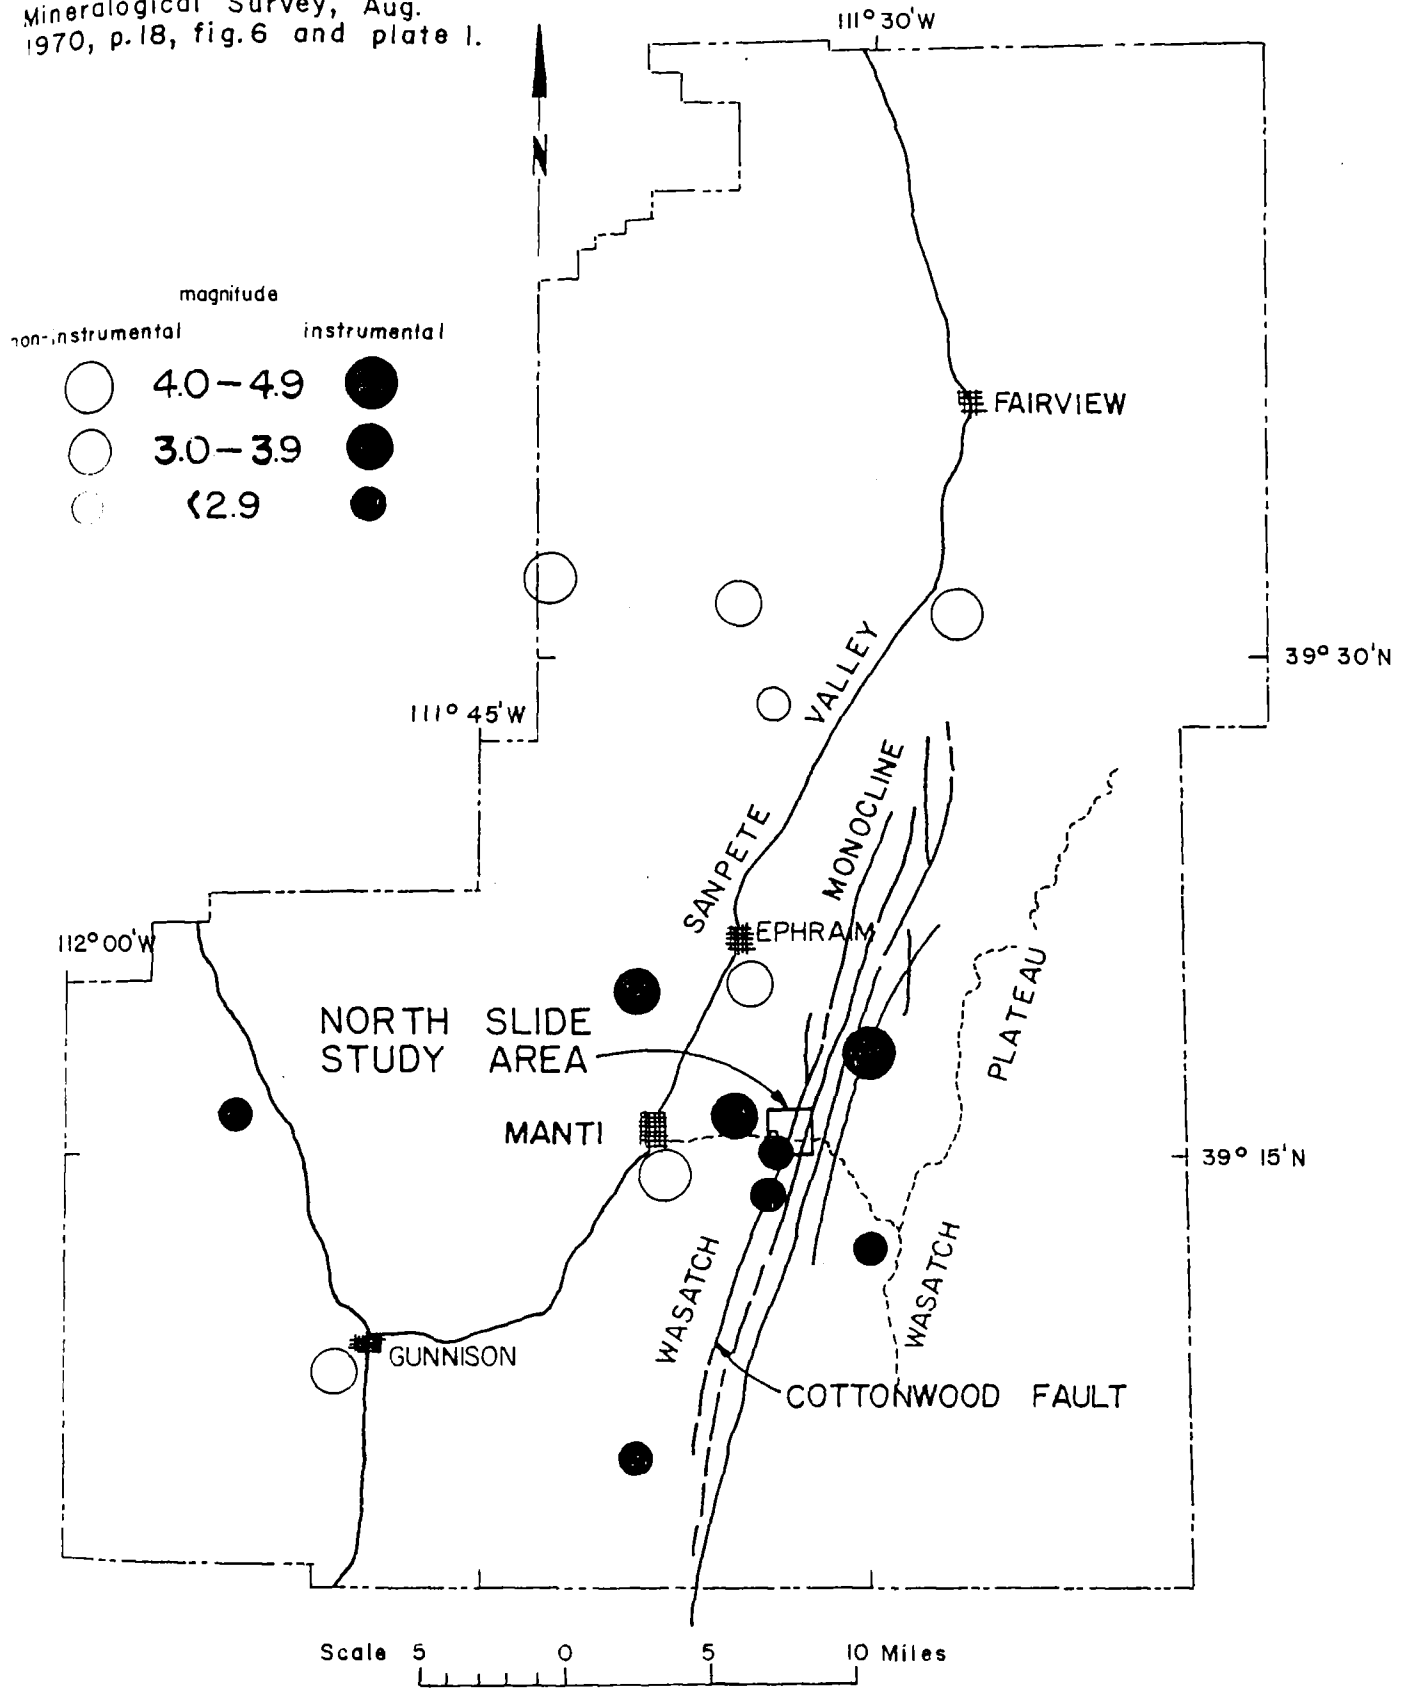 Mineralogical Survey, Aug.
1970, p.18, fig.6 and plate 1.
111° 30'W
N
magnitude
non-instrumental instrumental
4.0-4.9
3.0-3.9
<2.9
FAIRVIEW
39° 30'N
111° 45'W
SANPETE VALLEY
MONOCLINE
EPHRAIM
112° 00'W
NORTH SLIDE
STUDY AREA
PLATEAU
MANTI
39° 15'N
WASATCH
WASATCH
GUNNISON
COTTONWOOD FAULT
Scale 5 0 5 10 Miles